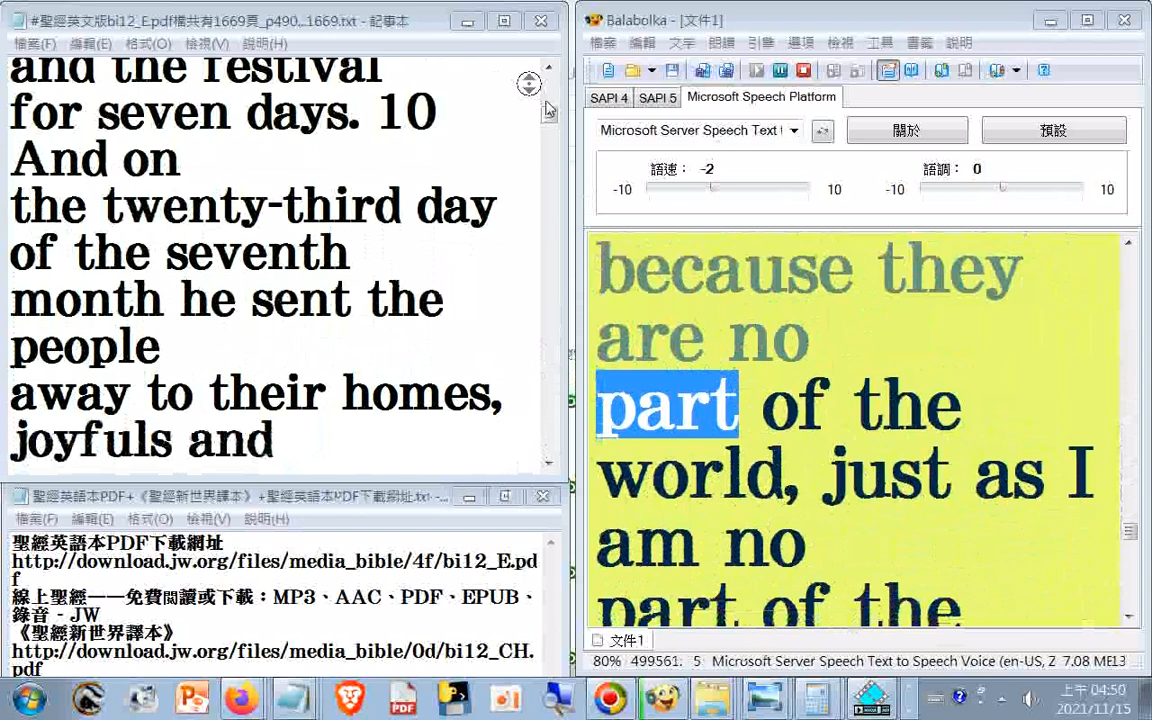 #聖經英文版bi12_E.pdf檔共有1669頁_p490...1669.txt - 記事本
檔案(F) 編輯(E) 格式(O) 檢視(V) 說明(H)
and the festival
for seven days. 10
And on
the twenty-third day
of the seventh
month he sent the
people
away to their homes,
joyfuls and
聖經英語本PDF+《聖經新世界譯本》+聖經英語本PDF下載網址.txt - ...
檔案(F) 編輯(E) 格式(O) 檢視(V) 說明(H)
聖經英語本PDF下載網址
http://download.jw.org/files/media_bible/4f/bi12_E.pd
f
線上聖經——免費閱讀或下載：MP3、AAC、PDF、EPUB、
錄音 - JW
《聖經新世界譯本》
http://download.jw.org/files/media_bible/0d/bi12_CH.
pdf
Balabolka - [文件1]
檔案 編輯 文字 朗讀 引擎 選項 檢視 工具 書籤 說明
SAPI 4 SAPI 5 Microsoft Speech Platform
Microsoft Server Speech Text 關於 預設
語速： -2 語調： 0
-10 10 -10 10
because they
are no
part of the
world, just as I
am no
part of the
文件1
80% 499561. 5 Microsoft Server Speech Text to Speech Voice (en-US, Z 7.08 ME13
上午 04:50
2021/11/15